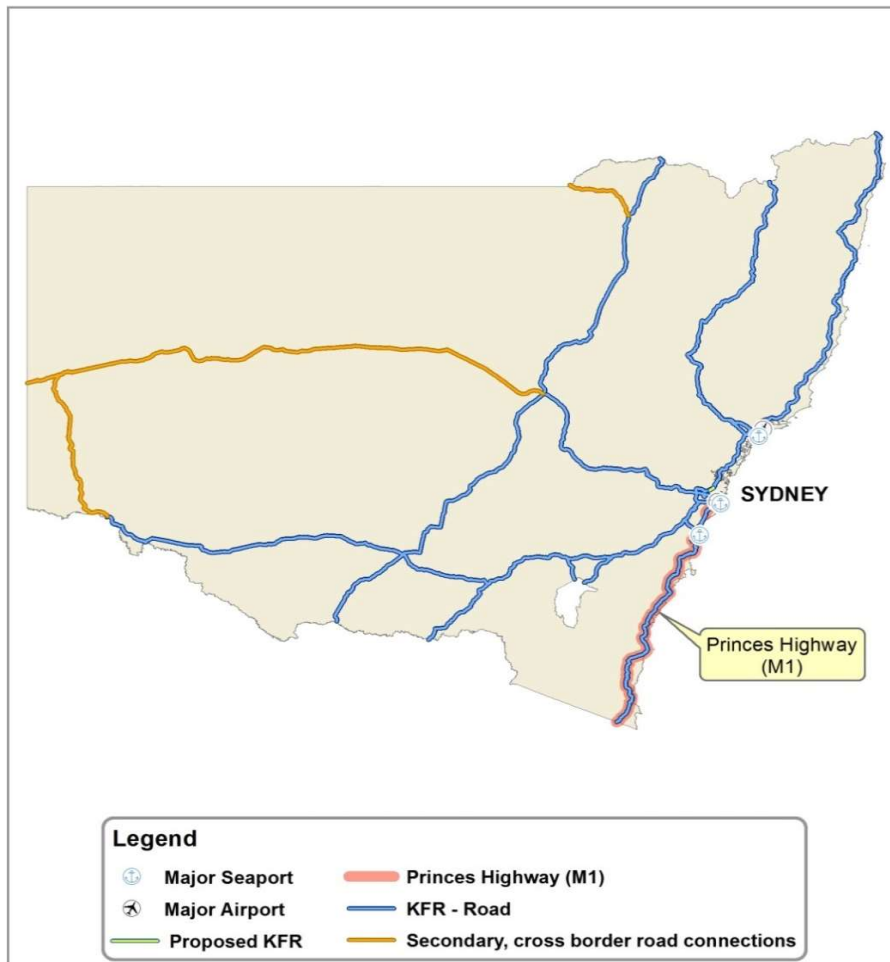 SYDNEY
Princes Highway
(M1)
Legend
Major Seaport
Princes Highway (M1)
Major Airport
KFR - Road
Proposed KFR
Secondary, cross border road connections